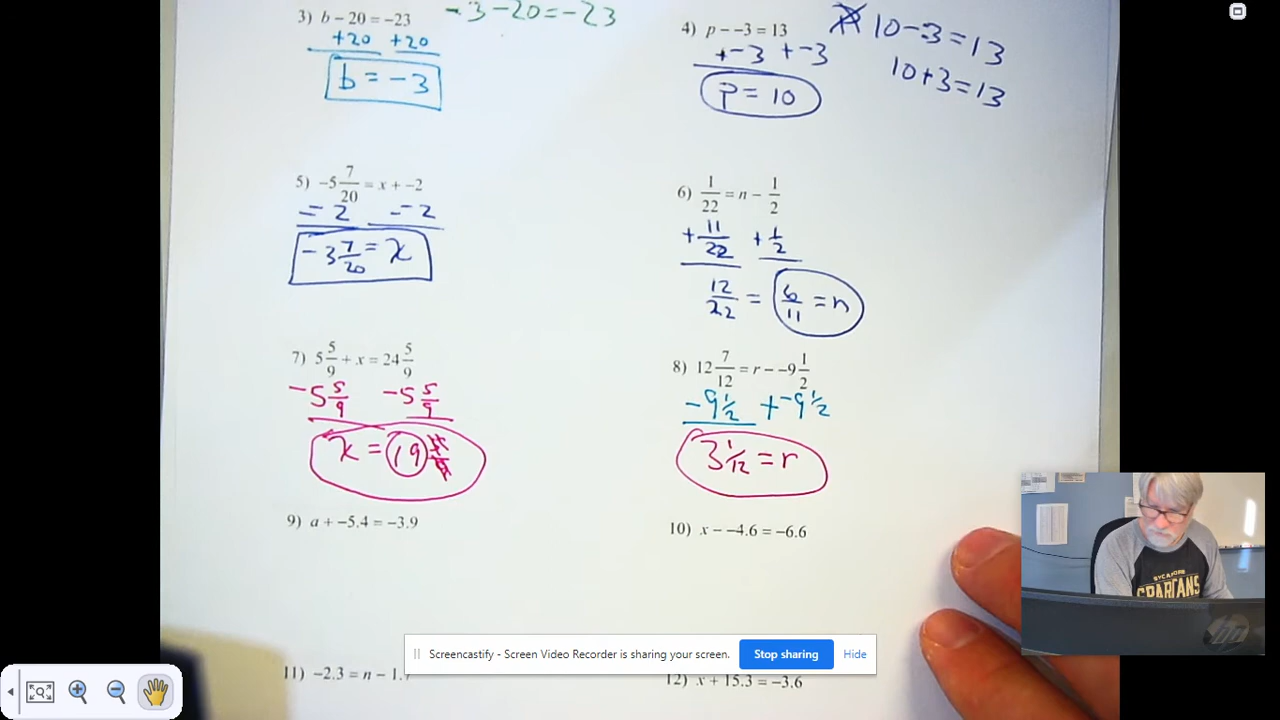 3) b – 20 = –23
-3-20=-23
+20 +20
b = -3
4) p – –3 = 13
10--3=13
+-3 +-3
10+3=13
p = 10
5) –5 7/20 = x + –2
--2 --2
-3 7/20 = x
6) 1/22 = n – 1/2
+11/22 +1/2
12/22 = 6/11 = n
7) 5 5/9 + x = 24 5/9
-5 5/9 -5 5/9
x = 19
8) 12 7/12 = r – –9 1/2
-9 1/2 +-9 1/2
3 1/12 = r
9) a + –5.4 = –3.9
10) x – –4.6 = –6.6
SYCAMORE
SPARTANS
hp
Screencastify - Screen Video Recorder is sharing your screen.
Stop sharing
Hide
11) –2.3 = n – 1.
12) x + 15.3 = –3.6